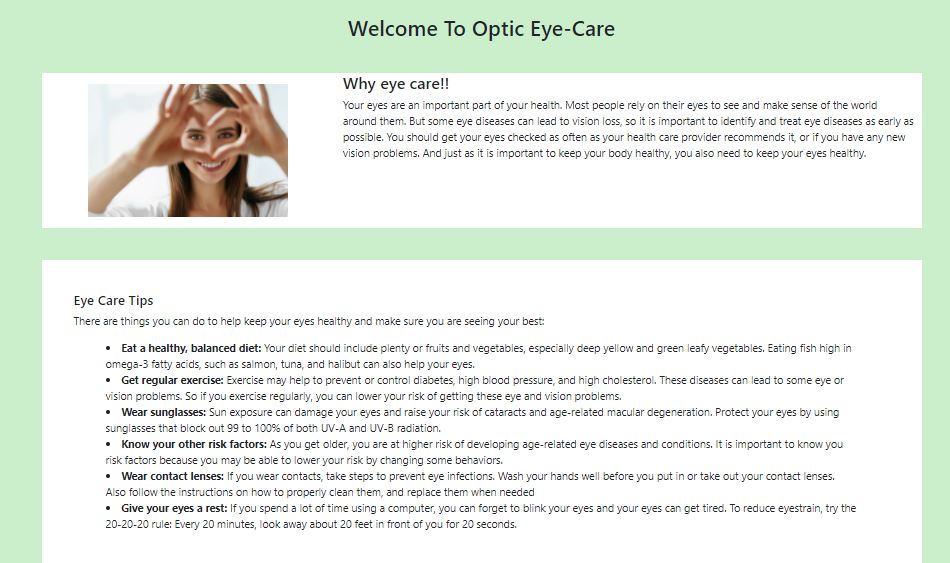 Welcome To Optic Eye-Care
Why eye care!!
Your eyes are an important part of your health. Most people rely on their eyes to see and make sense of the world
around them. But some eye diseases can lead to vision loss, so it is important to identify and treat eye diseases as early as
possible. You should get your eyes checked as often as your health care provider recommends it, or if you have any new
vision problems. And just as it is important to keep your body healthy, you also need to keep your eyes healthy.
Eye Care Tips
There are things you can do to help keep your eyes healthy and make sure you are seeing your best:
• Eat a healthy, balanced diet: Your diet should include plenty or fruits and vegetables, especially deep yellow and green leafy vegetables. Eating fish high in
omega-3 fatty acids, such as salmon, tuna, and halibut can also help your eyes.
• Get regular exercise: Exercise may help to prevent or control diabetes, high blood pressure, and high cholesterol. These diseases can lead to some eye or
vision problems. So if you exercise regularly, you can lower your risk of getting these eye and vision problems.
• Wear sunglasses: Sun exposure can damage your eyes and raise your risk of cataracts and age-related macular degeneration. Protect your eyes by using
sunglasses that block out 99 to 100% of both UV-A and UV-B radiation.
• Know your other risk factors: As you get older, you are at higher risk of developing age-related eye diseases and conditions. It is important to know you
risk factors because you may be able to lower your risk by changing some behaviors.
• Wear contact lenses: If you wear contacts, take steps to prevent eye infections. Wash your hands well before you put in or take out your contact lenses.
Also follow the instructions on how to properly clean them, and replace them when needed
• Give your eyes a rest: If you spend a lot of time using a computer, you can forget to blink your eyes and your eyes can get tired. To reduce eyestrain, try the
20-20-20 rule: Every 20 minutes, look away about 20 feet in front of you for 20 seconds.